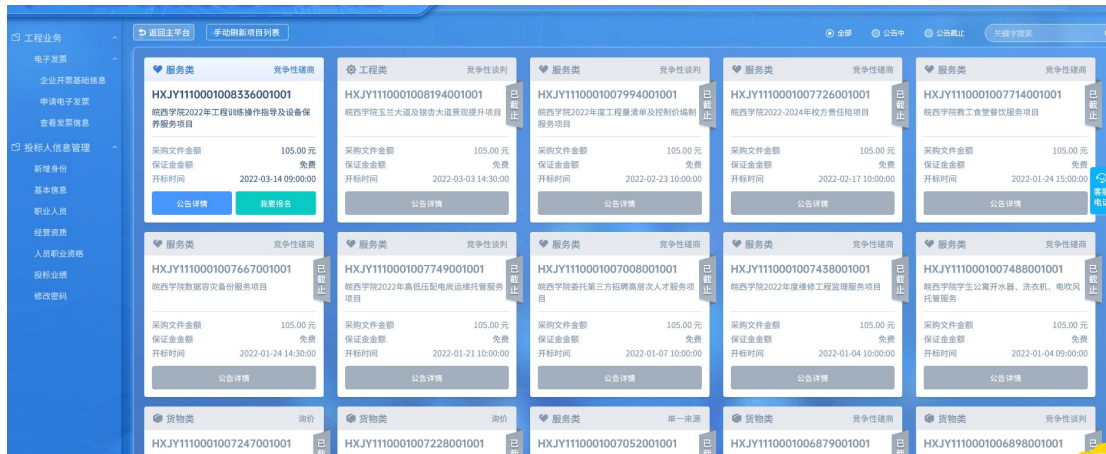 返回主平台 手动刷新项目列表 全部 公告中 公告截止 关键字搜索
工程业务
电子发票
企业开票基础信息
申请电子发票
查看发票信息
投标人信息管理
新增身份
基本信息
职业人员
经营资质
人员职业资格
投标业绩
修改密码
服务类 竞争性磋商
HXJY1110001008336001001
皖西学院2022年工程训练操作指导及设备保
养服务项目
采购文件金额 105.00 元
保证金金额 免费
开标时间 2022-03-14 09:00:00
公告详情 我要报名
工程类 竞争性谈判
HXJY1110001008194001001
已截止
皖西学院玉兰大道及银杏大道景观提升项目
采购文件金额 105.00 元
保证金金额 免费
开标时间 2022-03-03 14:30:00
公告详情
服务类 竞争性谈判
HXJY1110001007994001001
已截止
皖西学院2022年度工程量清单及控制价编制
服务项目
采购文件金额 105.00 元
保证金金额 免费
开标时间 2022-02-23 10:00:00
公告详情
服务类 竞争性磋商
HXJY1110001007726001001
已截止
皖西学院2022-2024年校方责任险项目
采购文件金额 105.00 元
保证金金额 免费
开标时间 2022-02-17 10:00:00
公告详情
服务类 竞争性磋商
HXJY1110001007714001001
已截止
皖西学院教工食堂餐饮服务项目
采购文件金额 105.00 元
保证金金额 免费
开标时间 2022-01-24 15:00:00
公告详情
客服
电话
服务类 竞争性磋商
HXJY1110001007667001001
已截止
皖西学院数据容灾备份服务项目
采购文件金额 105.00 元
保证金金额 免费
开标时间 2022-01-24 14:30:00
公告详情
服务类 竞争性谈判
HXJY1110001007749001001
已截止
皖西学院2022年高低压配电房运维托管服务
项目
采购文件金额 105.00 元
保证金金额 免费
开标时间 2022-01-21 10:00:00
公告详情
服务类 竞争性磋商
HXJY1110001007008001001
已截止
皖西学院委托第三方招聘高层次人才服务项
目
采购文件金额 105.00 元
保证金金额 免费
开标时间 2022-01-07 10:00:00
公告详情
服务类 竞争性磋商
HXJY1110001007438001001
已截止
皖西学院2022年度维修工程监理服务项目
采购文件金额 105.00 元
保证金金额 免费
开标时间 2022-01-04 10:00:00
公告详情
服务类 竞争性磋商
HXJY1110001007488001001
已截止
皖西学院学生公寓开水器、洗衣机、电吹风
托管服务
采购文件金额 105.00 元
保证金金额 免费
开标时间 2022-01-04 09:00:00
公告详情
货物类 询价
HXJY1110001007247001001
已截
货物类 询价
HXJY1110001007228001001
已截
服务类 单一来源
HXJY1110001007052001001
已截
货物类 竞争性磋商
HXJY1110001006879001001
已截
货物类 竞争性谈判
HXJY1110001006898001001
已